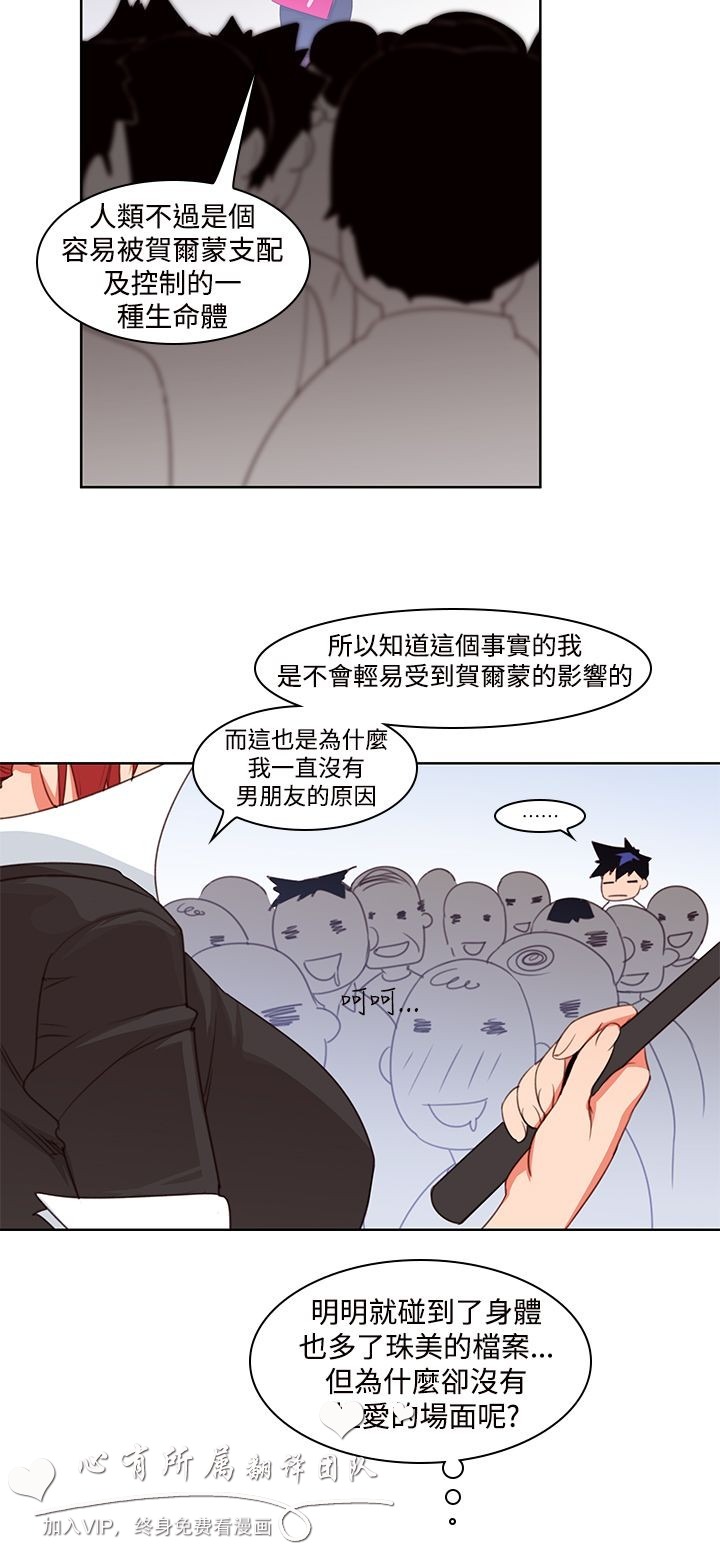 人類不過是個
容易被賀爾蒙支配
及控制的一
種生命體
所以知道這個事實的我
是不會輕易受到賀爾蒙的影響的
而這也是為什麼
我一直沒有
男朋友的原因
……
呵呵...
明明就碰到了身體
也多了珠美的檔案...
但為什麼卻沒有
愛的場面呢?
心有所属翻译团队
加入VIP，终身免费看漫画